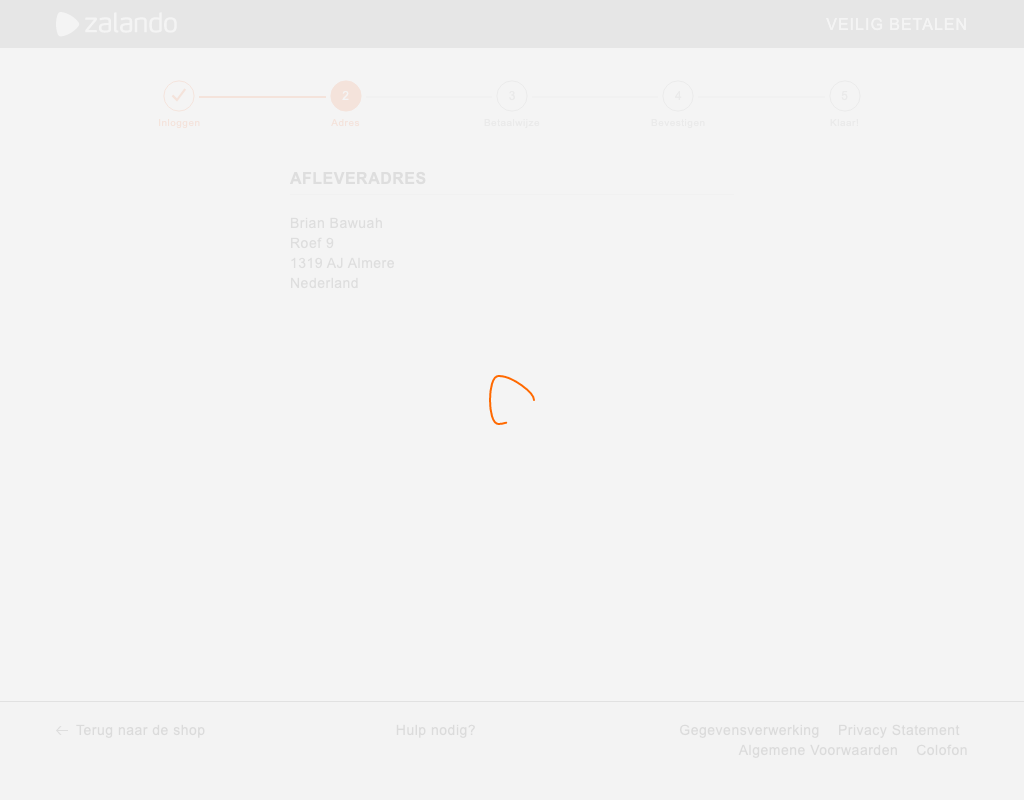 zalando
VEILIG BETALEN
2
3
4
5
Inloggen
Adres
Betaalwijze
Bevestigen
Klaar!
AFLEVERADRES
Brian Bawuah
Roef 9
1319 AJ Almere
Nederland
← Terug naar de shop
Hulp nodig?
Gegevensverwerking
Privacy Statement
Algemene Voorwaarden
Colofon